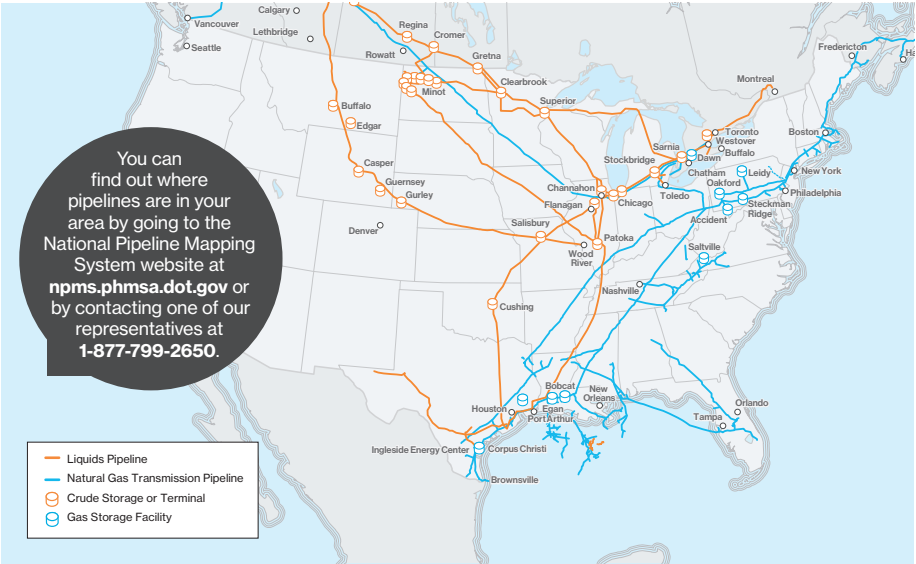 Calgary
Vancouver
Lethbridge
Seattle
Regina
Cromer
Rowatt
Gretna
Fredericton
Ha
Clearbrook
Montreal
Minot
Superior
Buffalo
Edgar
Toronto
Westover
Boston
Sarnia
Buffalo
Dawn
Stockbridge
Casper
Chatham
Leidy
New York
Channahon
Oakford
Guernsey
Toledo
Philadelphia
Gurley
Flanagan
Chicago
Steckman
Ridge
Accident
Salisbury
Denver
Patoka
Wood
River
Saltville
Nashville
Cushing
Bobcat
New
Orleans
Houston
Egan
Orlando
Port Arthur
Tampa
Ingleside Energy Center
Corpus Christi
Brownsville
You can
find out where
pipelines are in your
area by going to the
National Pipeline Mapping
System website at
npms.phmsa.dot.gov or
by contacting one of our
representatives at
1-877-799-2650.
Liquids Pipeline
Natural Gas Transmission Pipeline
Crude Storage or Terminal
Gas Storage Facility